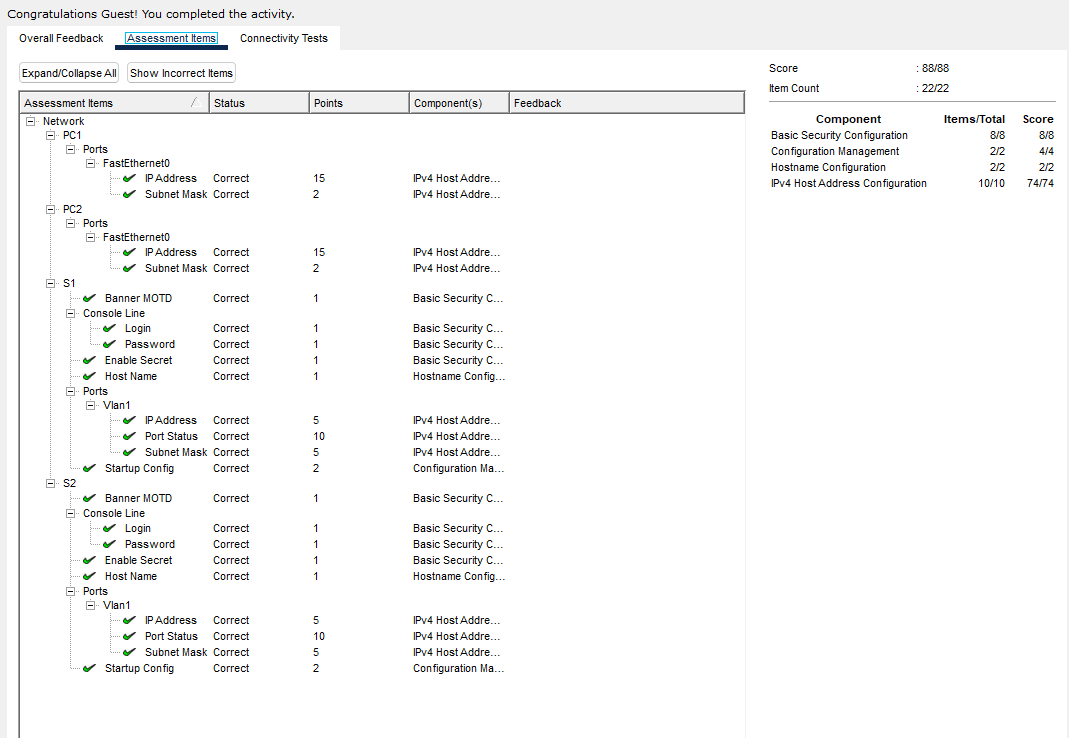 Congratulations Guest! You completed the activity.
Overall Feedback Assessment Items Connectivity Tests
Expand/Collapse All Show Incorrect Items
Assessment Items Status Points Component(s) Feedback
Network
PC1
Ports
FastEthernet0
IP Address Correct 15 IPv4 Host Addre...
Subnet Mask Correct 2 IPv4 Host Addre...
PC2
Ports
FastEthernet0
IP Address Correct 15 IPv4 Host Addre...
Subnet Mask Correct 2 IPv4 Host Addre...
S1
Banner MOTD Correct 1 Basic Security C...
Console Line
Login Correct 1 Basic Security C...
Password Correct 1 Basic Security C...
Enable Secret Correct 1 Basic Security C...
Host Name Correct 1 Hostname Config...
Ports
Vlan1
IP Address Correct 5 IPv4 Host Addre...
Port Status Correct 10 IPv4 Host Addre...
Subnet Mask Correct 5 IPv4 Host Addre...
Startup Config Correct 2 Configuration Ma...
S2
Banner MOTD Correct 1 Basic Security C...
Console Line
Login Correct 1 Basic Security C...
Password Correct 1 Basic Security C...
Enable Secret Correct 1 Basic Security C...
Host Name Correct 1 Hostname Config...
Ports
Vlan1
IP Address Correct 5 IPv4 Host Addre...
Port Status Correct 10 IPv4 Host Addre...
Subnet Mask Correct 5 IPv4 Host Addre...
Startup Config Correct 2 Configuration Ma...
Score : 88/88
Item Count : 22/22
Component Items/Total Score
Basic Security Configuration 8/8 8/8
Configuration Management 2/2 4/4
Hostname Configuration 2/2 2/2
IPv4 Host Address Configuration 10/10 74/74